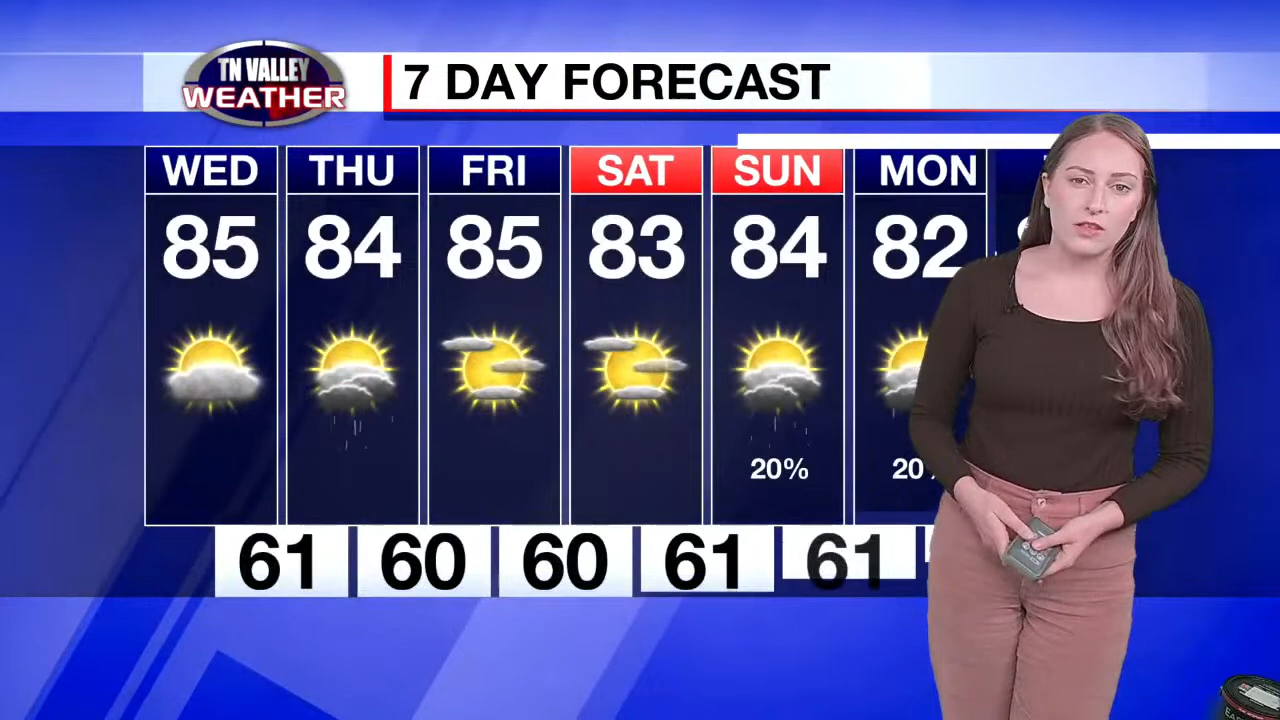 TN VALLEY
WEATHER
7 DAY FORECAST
WED THU FRI SAT SUN MON
85 84 85 83 84 82
20% 20
61 60 60 61 61